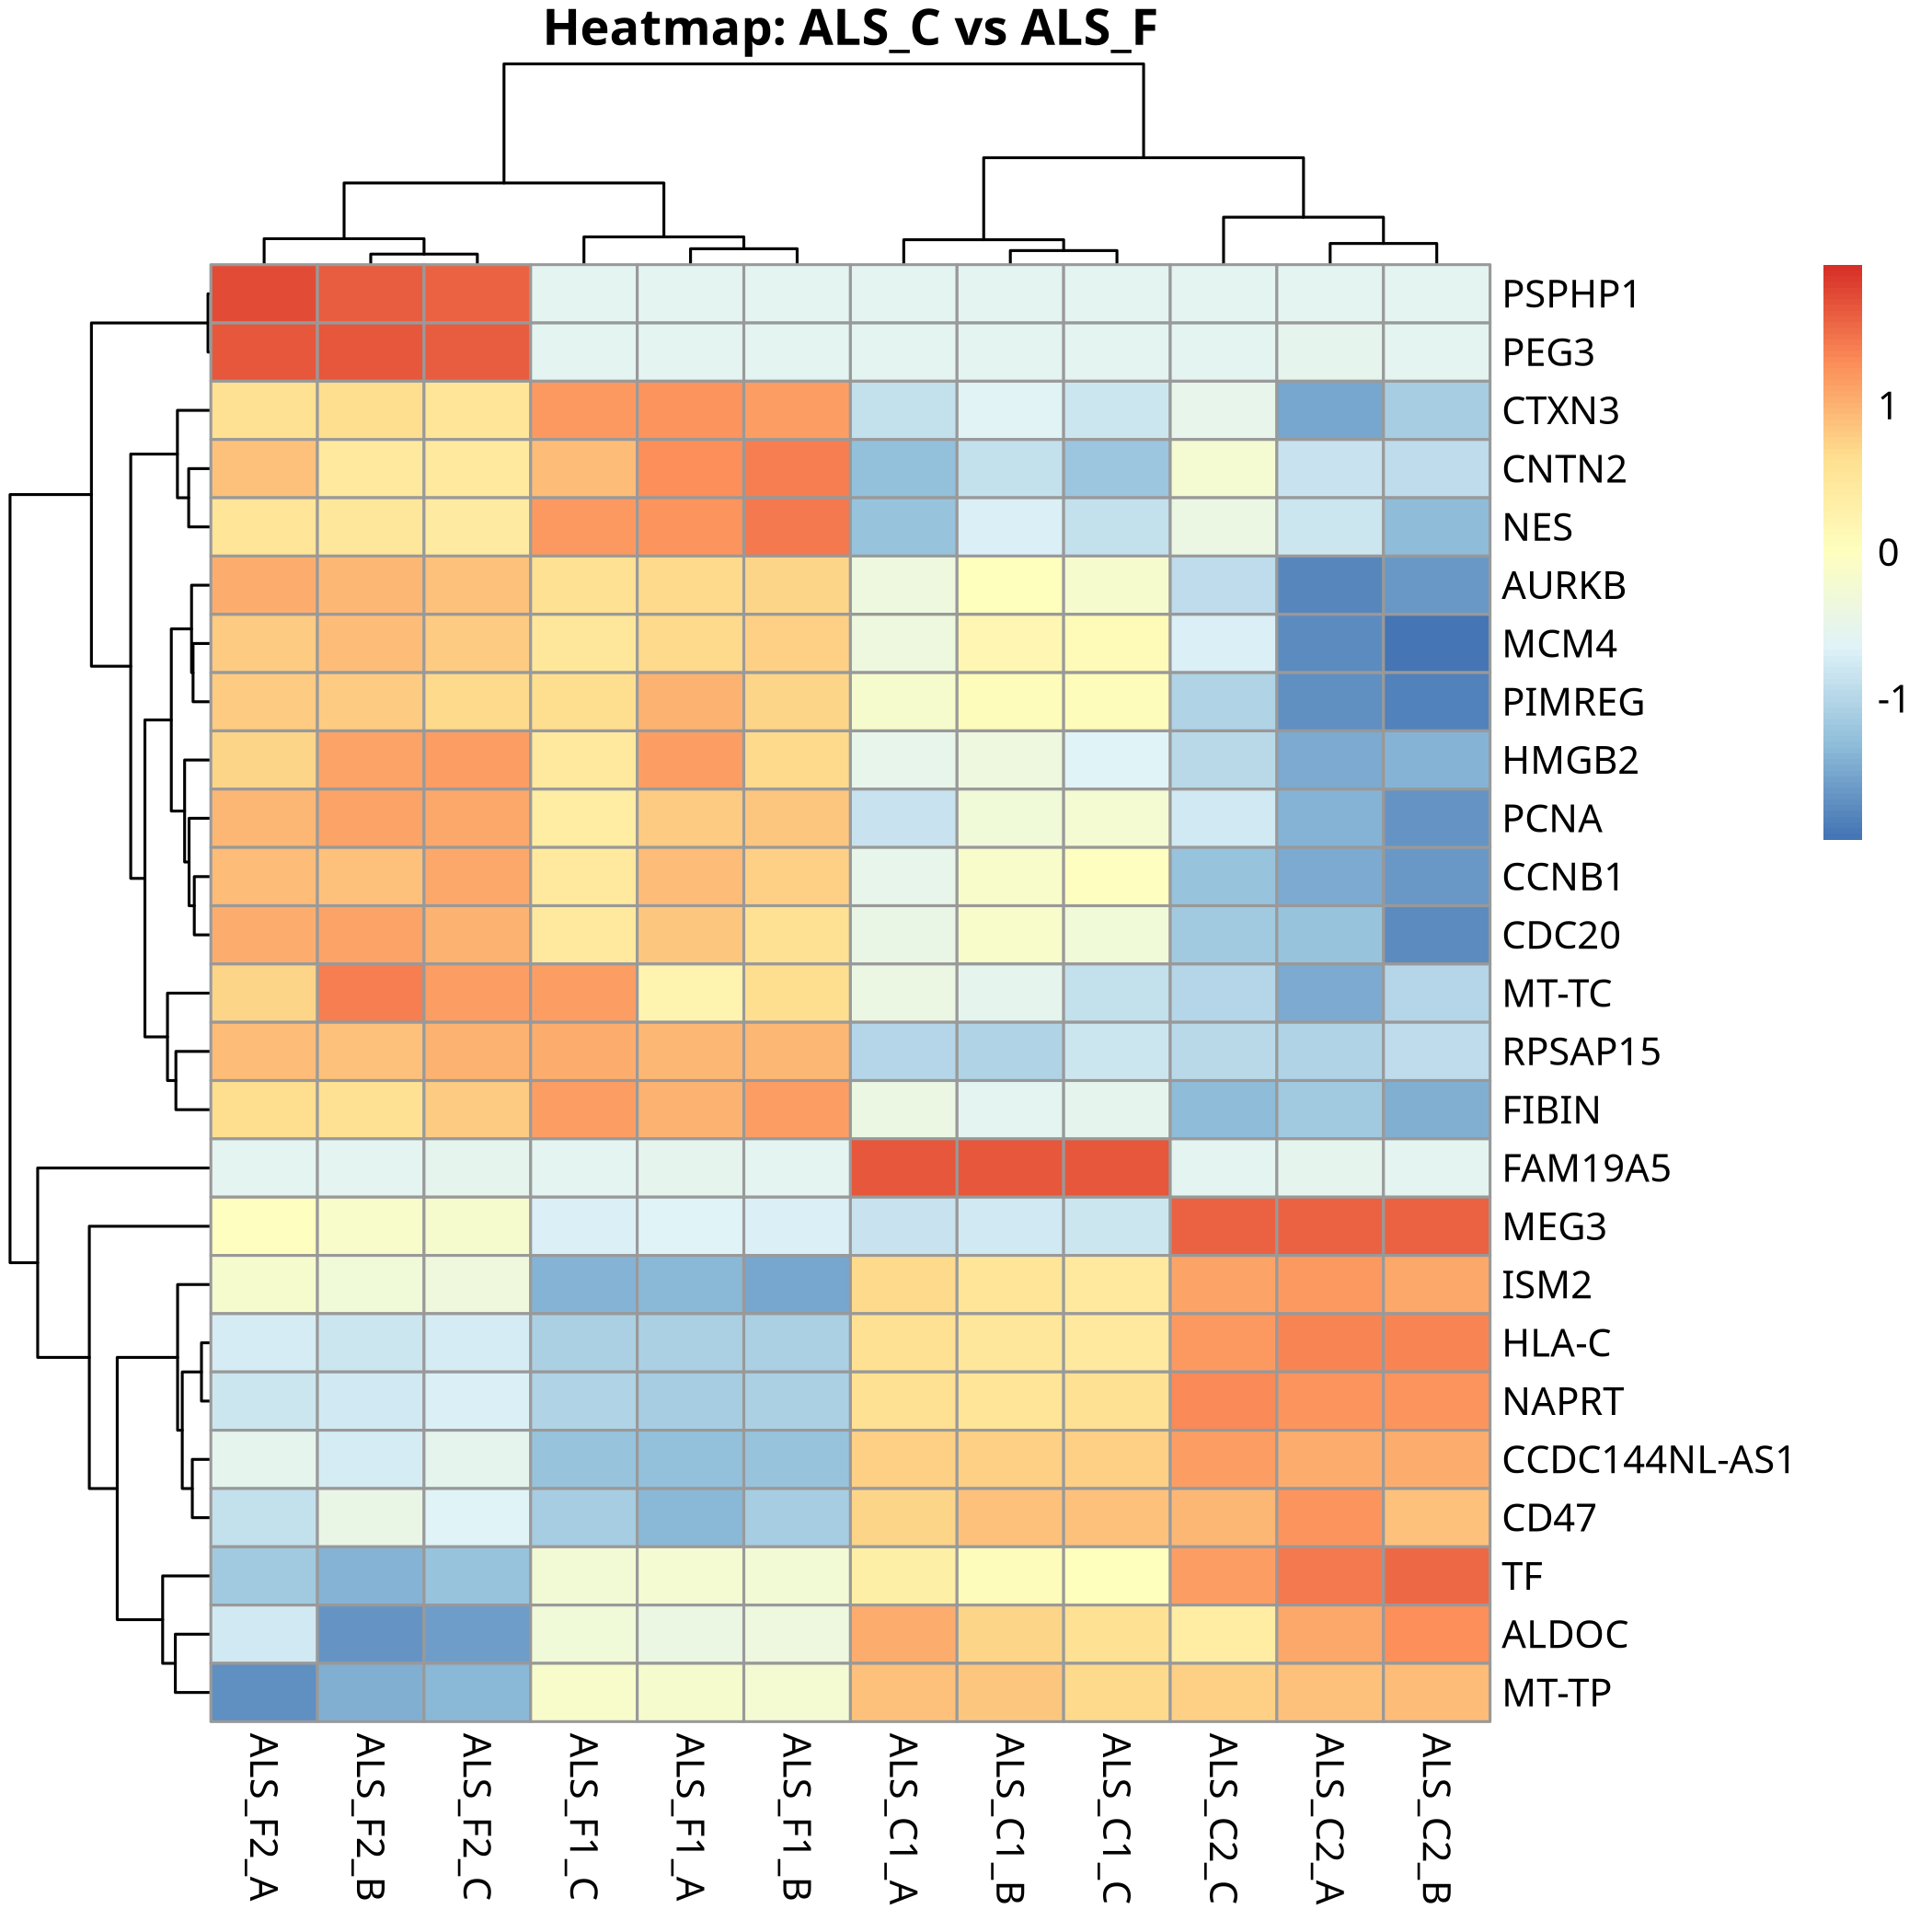 Heatmap: ALS_C vs ALS_F
PSPHP1
PEG3
CTXN3
CNTN2
NES
AURKB
MCM4
PIMREG
HMGB2
PCNA
CCNB1
CDC20
MT-TC
RPSAP15
FIBIN
FAM19A5
MEG3
ISM2
HLA-C
NAPRT
CCDC144NL-AS1
CD47
TF
ALDOC
MT-TP
1
0
-1
ALS_F2_A
ALS_F2_B
ALS_F2_C
ALS_F1_C
ALS_F1_A
ALS_F1_B
ALS_C1_A
ALS_C1_B
ALS_C1_C
ALS_C2_C
ALS_C2_A
ALS_C2_B